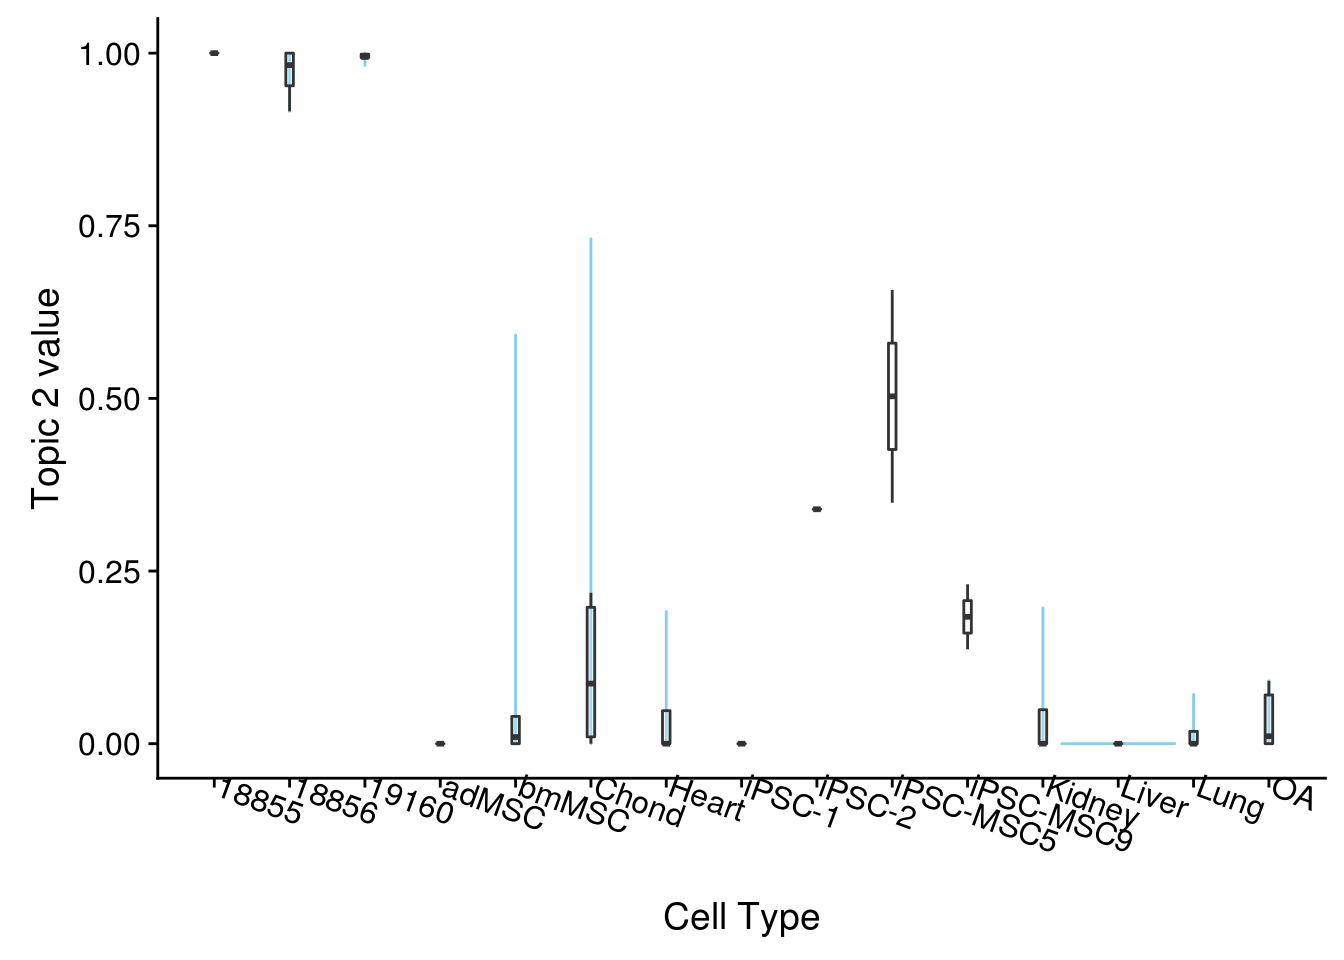 1.00
0.75
0.50
0.25
0.00
Topic 2 value
18855
18856
19160
adMSC
bmMSC
Chond
Heart
iPSC-1
iPSC-2
iPSC-MSC5
iPSC-MSC9
Kidney
Liver
Lung
OA
Cell Type